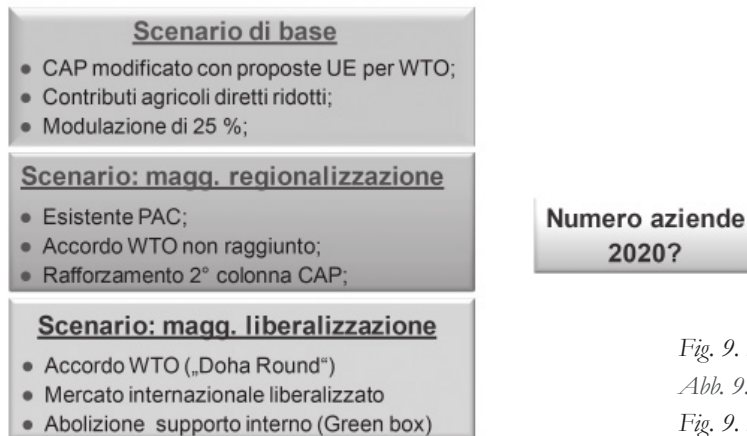 Scenario di base
• CAP modificato con proposte UE per WTO;
• Contributi agricoli diretti ridotti;
• Modulazione di 25 %;
Scenario: magg. regionalizzazione
• Esistente PAC;
• Accordo WTO non raggiunto;
• Rafforzamento 2° colonna CAP;
Scenario: magg. liberalizzazione
• Accordo WTO („Doha Round“)
• Mercato internazionale liberalizzato
• Abolizione supporto interno (Green box)
Numero aziende
2020?
Fig. 9.
Abb. 9.
Fig. 9.